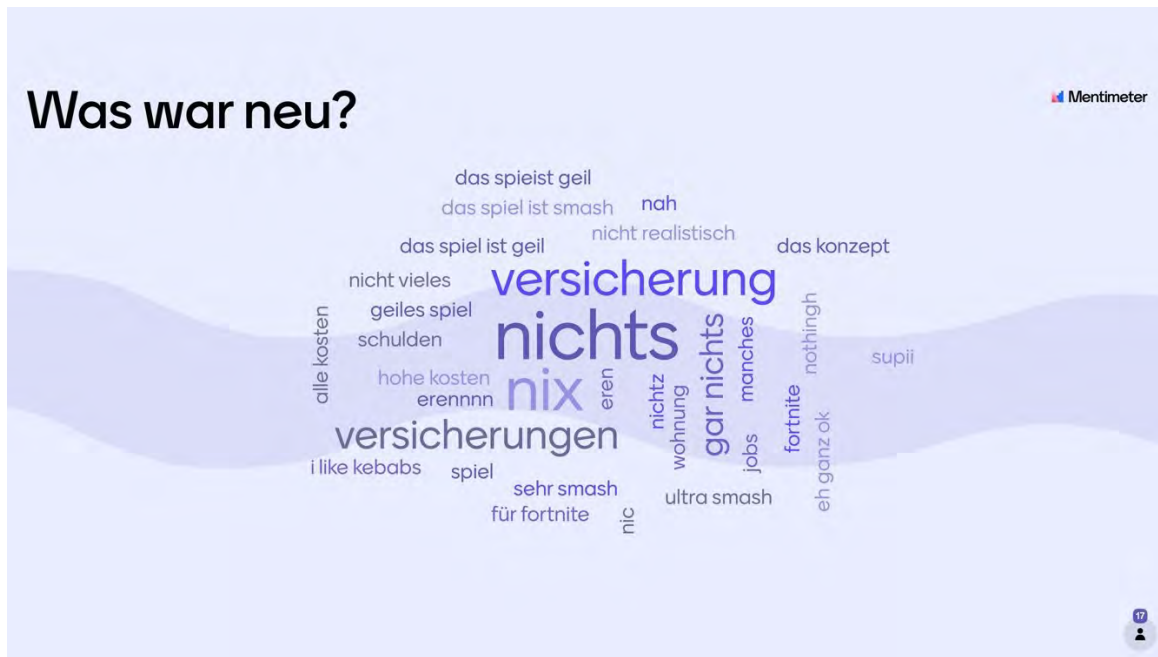 Was war neu?
Mentimeter
das spieist geil
das spiel ist smash
nah
nicht realistisch
das spiel ist geil
das konzept
nicht vieles
versicherung
geiles spiel
nichts
schulden
alle kosten
gar nichts
manches
nothingh
supii
hohe kosten
nix
eren
erennnn
nichtz
wohnung
fortnite
versicherungen
jobs
eh ganz ok
i like kebabs
spiel
sehr smash
ultra smash
für fortnite
nic
17